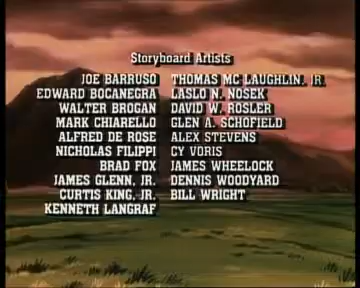 Storyboard Artists
JOE BARRUSO THOMAS MC LAUGHLIN, JR.
EDWARD BOCANEGRA LASLO N. NOSEK
WALTER BROGAN DAVID W. ROSLER
MARK CHIARELLO GLEN A. SCHOFIELD
ALFRED DE ROSE ALEX STEVENS
NICHOLAS FILIPPI CY VORIS
BRAD FOX JAMES WHEELOCK
JAMES GLENN, JR. DENNIS WOODYARD
CURTIS KING, JR. BILL WRIGHT
KENNETH LANGRAF